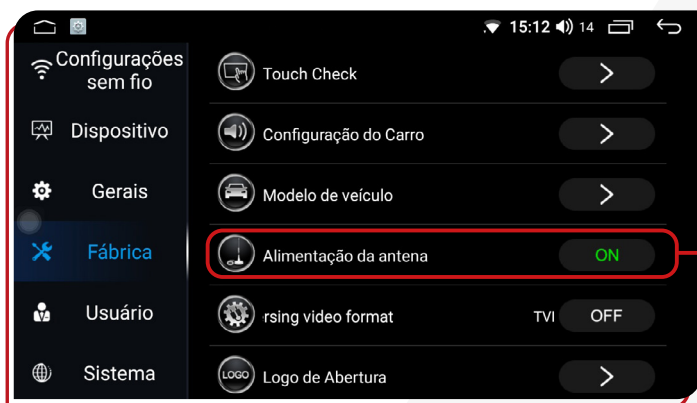 15:12 14
Configurações
sem fio
Dispositivo
Gerais
Fábrica
Usuário
Sistema
Touch Check
Configuração do Carro
Modelo de veículo
Alimentação da antena ON
rsing video format TVI OFF
LOGO Logo de Abertura